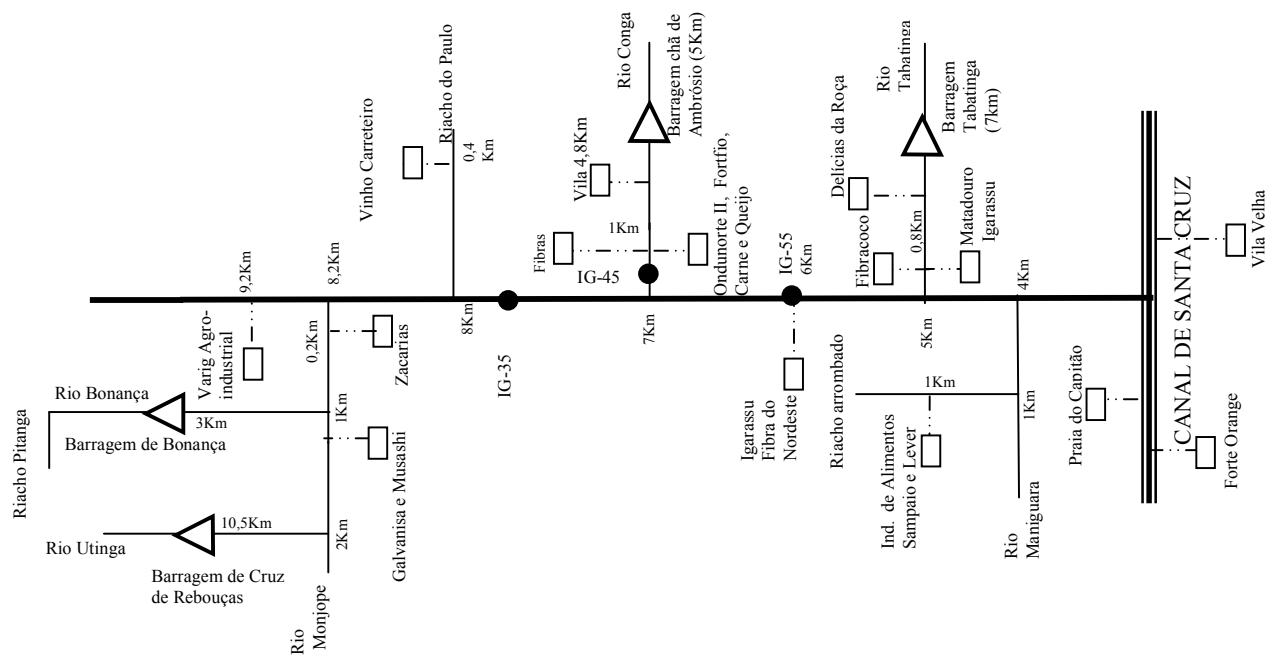 Riacho Pitanga
Rio Bonança
Barragem de Bonança
3Km
Rio Utinga
10,5Km
Barragem de Cruz
de Rebouças
Rio
Monjope
2Km
1Km
0,2Km
8,2Km
Galvanisa e Musashi
Zacarias
Varig Agro-
industrial
9,2Km
Vinho Carreteiro
Riacho do Paulo
0,4
Km
8Km
IG-35
Fibras
IG-45
1Km
Vila 4,8Km
Rio Conga
Barragem chã de
Ambrósio (5Km)
Ondunorte II, Fortfio,
Carne e Queijo
7Km
IG-55
6Km
Igarassu
Fibra do
Nordeste
Delícias da Roça
Rio
Tabatinga
Barragem
Tabatinga
(7km)
Fibracoco
0,8Km
Matadouro
Igarassu
5Km
Riacho arrombado
1Km
Ind. de Alimentos
Sampaio e Lever
4Km
1Km
Rio
Maniguara
Praia do Capitão
CANAL DE SANTA CRUZ
Forte Orange
Vila Velha